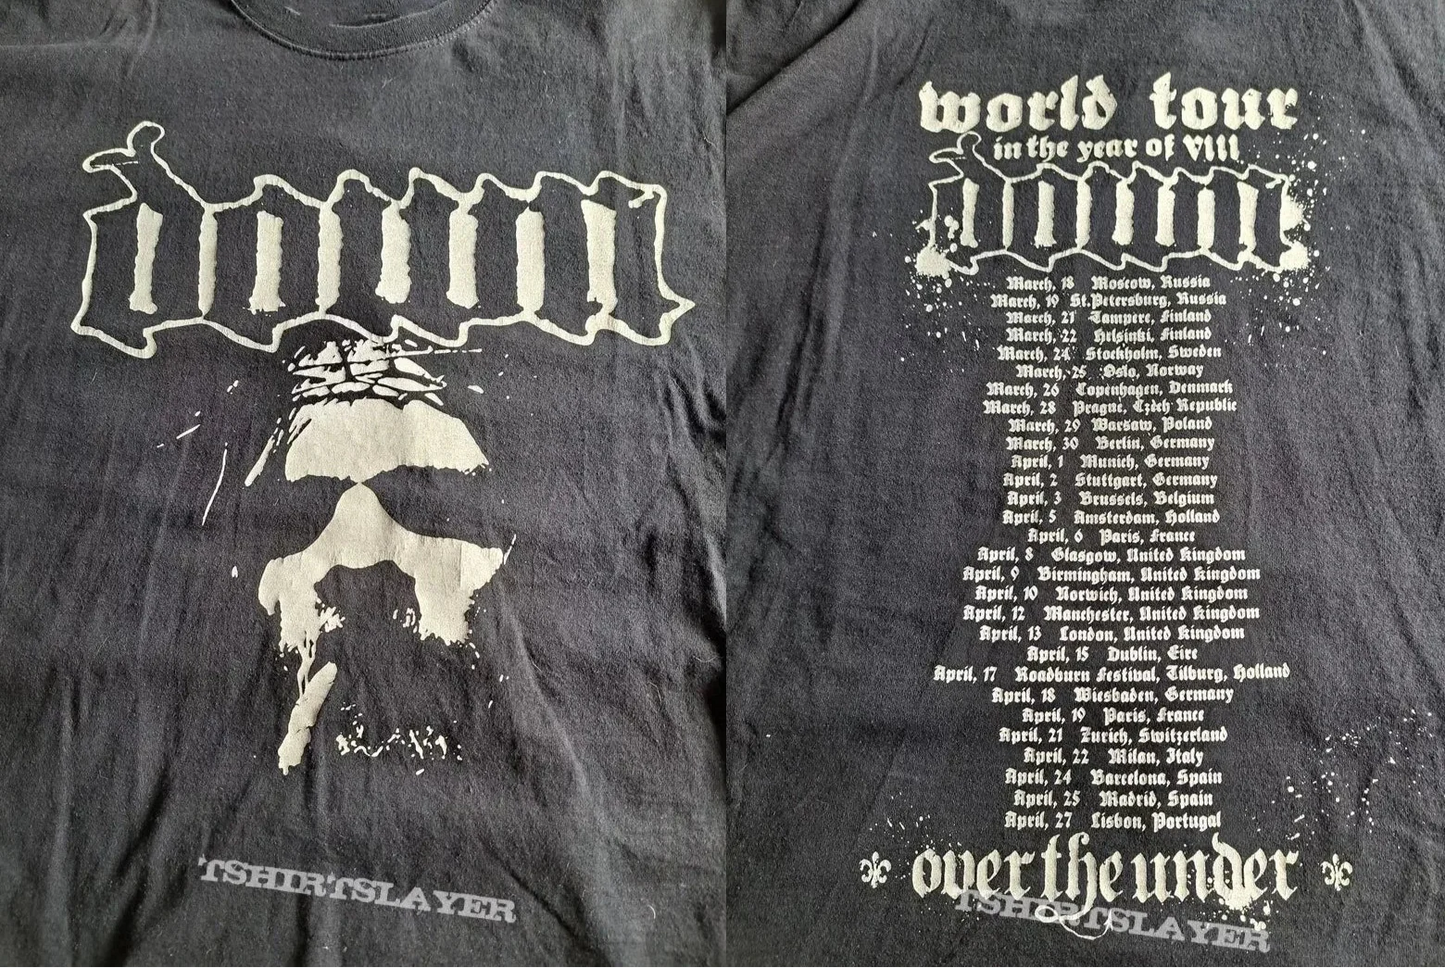 down
TSHIRTSLAYER
world tour
in the year of VIII
down
March, 18 Moscow, Russia
March, 19 St.Petersburg, Russia
March, 21 Tampere, Finland
March, 22 Helsinki, Finland
March, 24 Stockholm, Sweden
March, 25 Oslo, Norway
March, 26 Copenhagen, Denmark
March, 28 Prague, Czech Republic
March, 29 Warsaw, Poland
March, 30 Berlin, Germany
April, 1 Munich, Germany
April, 2 Stuttgart, Germany
April, 3 Brussels, Belgium
April, 5 Amsterdam, Holland
April, 6 Paris, France
April, 8 Glasgow, United Kingdom
April, 9 Birmingham, United Kingdom
April, 10 Norwich, United Kingdom
April, 12 Manchester, United Kingdom
April, 13 London, United Kingdom
April, 15 Dublin, Eire
April, 17 Roadburn Festival, Tilburg, Holland
April, 18 Wiesbaden, Germany
April, 19 Paris, France
April, 21 Zurich, Switzerland
April, 22 Milan, Italy
April, 24 Barcelona, Spain
April, 25 Madrid, Spain
April, 27 Lisbon, Portugal
over the under
TSHIRTSLAYER